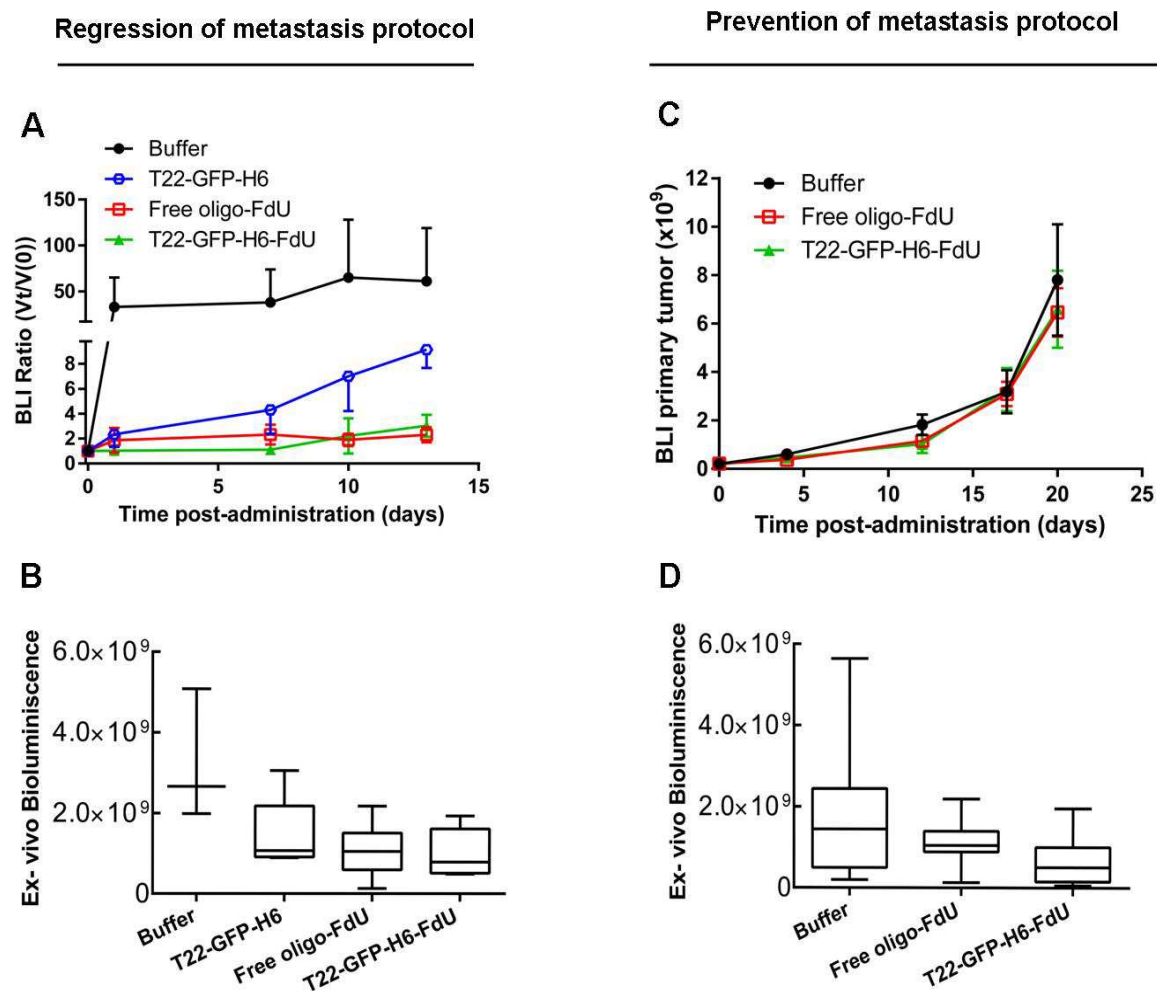 Regression of metastasis protocol
Prevention of metastasis protocol
A
Buffer
T22-GFP-H6
Free oligo-FdU
T22-GFP-H6-FdU
BLI Ratio (Vt/V(0))
150
100
50
8
6
4
2
0
0 5 10 15
Time post-administration (days)
C
Buffer
Free oligo-FdU
T22-GFP-H6-FdU
BLI primary tumor (x10⁹)
12
10
8
6
4
2
0
0 5 10 15 20 25
Time post-administration (days)
B
Ex- vivo Bioluminiscence
6.0×10⁹
4.0×10⁹
2.0×10⁹
0
Buffer
T22-GFP-H6
Free oligo-FdU
T22-GFP-H6-FdU
D
Ex- vivo Bioluminiscence
6.0×10⁹
4.0×10⁹
2.0×10⁹
0
Buffer
Free oligo-FdU
T22-GFP-H6-FdU